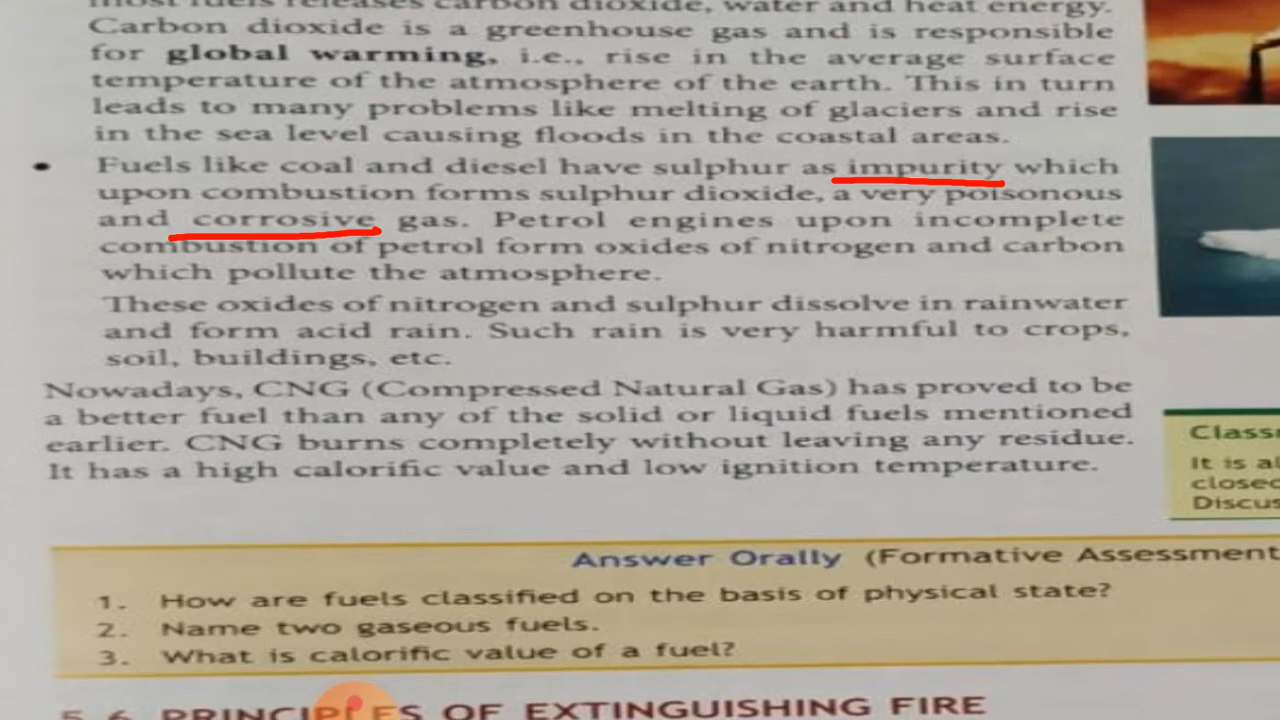 most fuels releases carbon dioxide, water and heat energy.
Carbon dioxide is a greenhouse gas and is responsible
for global warming, i.e., rise in the average surface
temperature of the atmosphere of the earth. This in turn
leads to many problems like melting of glaciers and rise
in the sea level causing floods in the coastal areas.
• Fuels like coal and diesel have sulphur as impurity which
upon combustion forms sulphur dioxide, a very poisonous
and corrosive gas. Petrol engines upon incomplete
combustion of petrol form oxides of nitrogen and carbon
which pollute the atmosphere.
These oxides of nitrogen and sulphur dissolve in rainwater
and form acid rain. Such rain is very harmful to crops,
soil, buildings, etc.
Nowadays, CNG (Compressed Natural Gas) has proved to be
a better fuel than any of the solid or liquid fuels mentioned
earlier. CNG burns completely without leaving any residue.
It has a high calorific value and low ignition temperature.
Classe
It is al
closed
Discus
Answer Orally (Formative Assessment
1. How are fuels classified on the basis of physical state?
2. Name two gaseous fuels.
3. What is calorific value of a fuel?
5.6 PRINCIPLES OF EXTINGUISHING FIRE